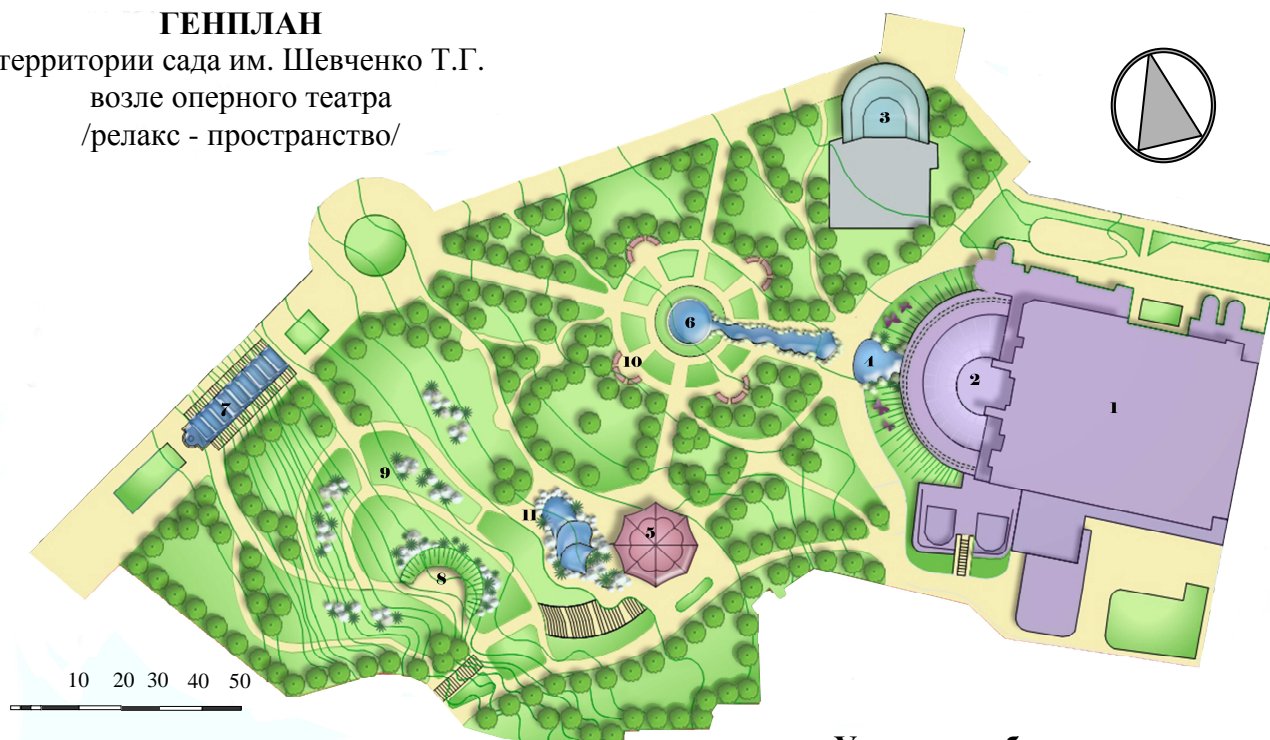 ГЕНПЛАН
территории сада им. Шевченко Т.Г.
возле оперного театра
/релакс - пространство/
3
6
4
2
1
10
7
9
11
5
8
10 20 30 40 50